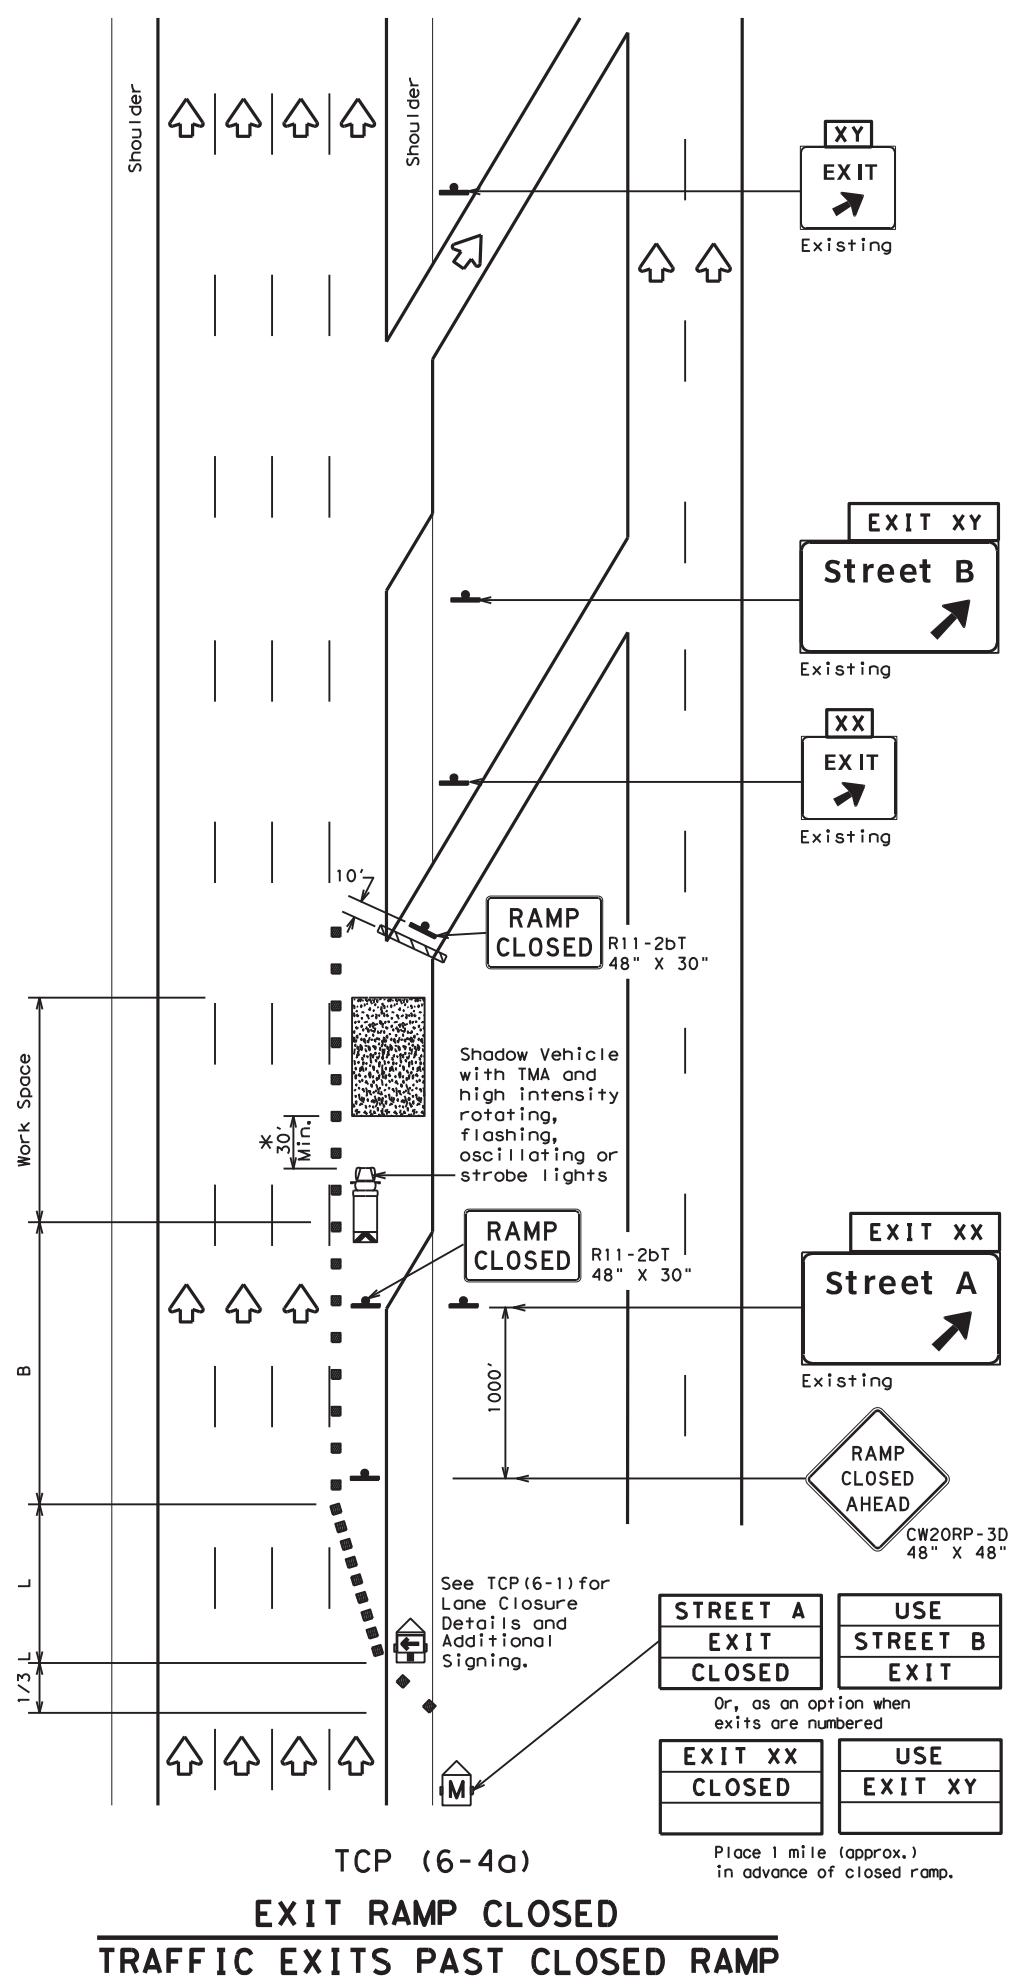 Shoulder
Shoulder
XY
EXIT
Existing
EXIT XY
Street B
Existing
XX
EXIT
Existing
10'
RAMP
CLOSED
R11-2bT
48" X 30"
Work Space
*
30'
Min.
Shadow Vehicle
with TMA and
high intensity
rotating,
flashing,
oscillating or
strobe lights
RAMP
CLOSED
R11-2bT
48" X 30"
EXIT XX
Street A
Existing
B
1000'
RAMP
CLOSED
AHEAD
CW20RP-3D
48" X 48"
L
1/3 L
See TCP(6-1)for
Lane Closure
Details and
Additional
Signing.
STREET A
EXIT
CLOSED
USE
STREET B
EXIT
Or, as an option when
exits are numbered
EXIT XX
CLOSED
USE
EXIT XY
M
Place 1 mile (approx.)
in advance of closed ramp.
TCP (6-4a)
EXIT RAMP CLOSED
TRAFFIC EXITS PAST CLOSED RAMP